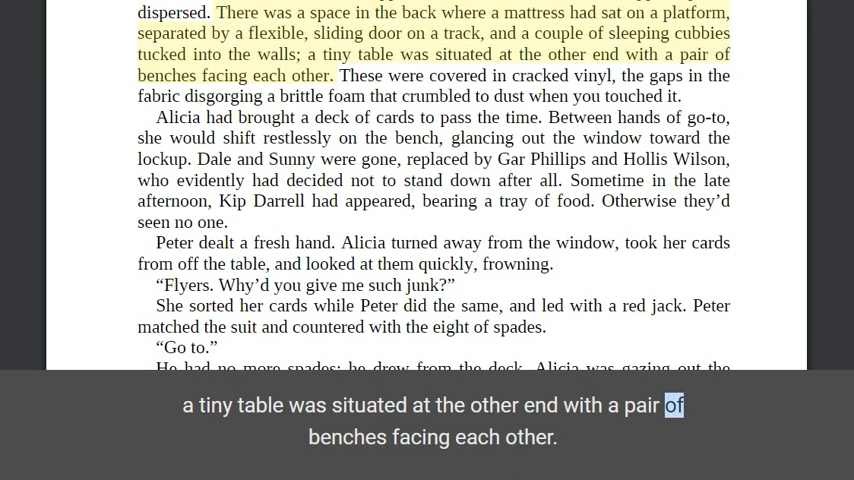 dispersed. There was a space in the back where a mattress had sat on a platform,
separated by a flexible, sliding door on a track, and a couple of sleeping cubbies
tucked into the walls; a tiny table was situated at the other end with a pair of
benches facing each other. These were covered in cracked vinyl, the gaps in the
fabric disgorging a brittle foam that crumbled to dust when you touched it.
Alicia had brought a deck of cards to pass the time. Between hands of go-to,
she would shift restlessly on the bench, glancing out the window toward the
lockup. Dale and Sunny were gone, replaced by Gar Phillips and Hollis Wilson,
who evidently had decided not to stand down after all. Sometime in the late
afternoon, Kip Darrell had appeared, bearing a tray of food. Otherwise they’d
seen no one.
Peter dealt a fresh hand. Alicia turned away from the window, took her cards
from off the table, and looked at them quickly, frowning.
“Flyers. Why’d you give me such junk?”
She sorted her cards while Peter did the same, and led with a red jack. Peter
matched the suit and countered with the eight of spades.
“Go to.”
He had no more spades; he drew from the deck. Alicia was gazing out the
a tiny table was situated at the other end with a pair of
benches facing each other.